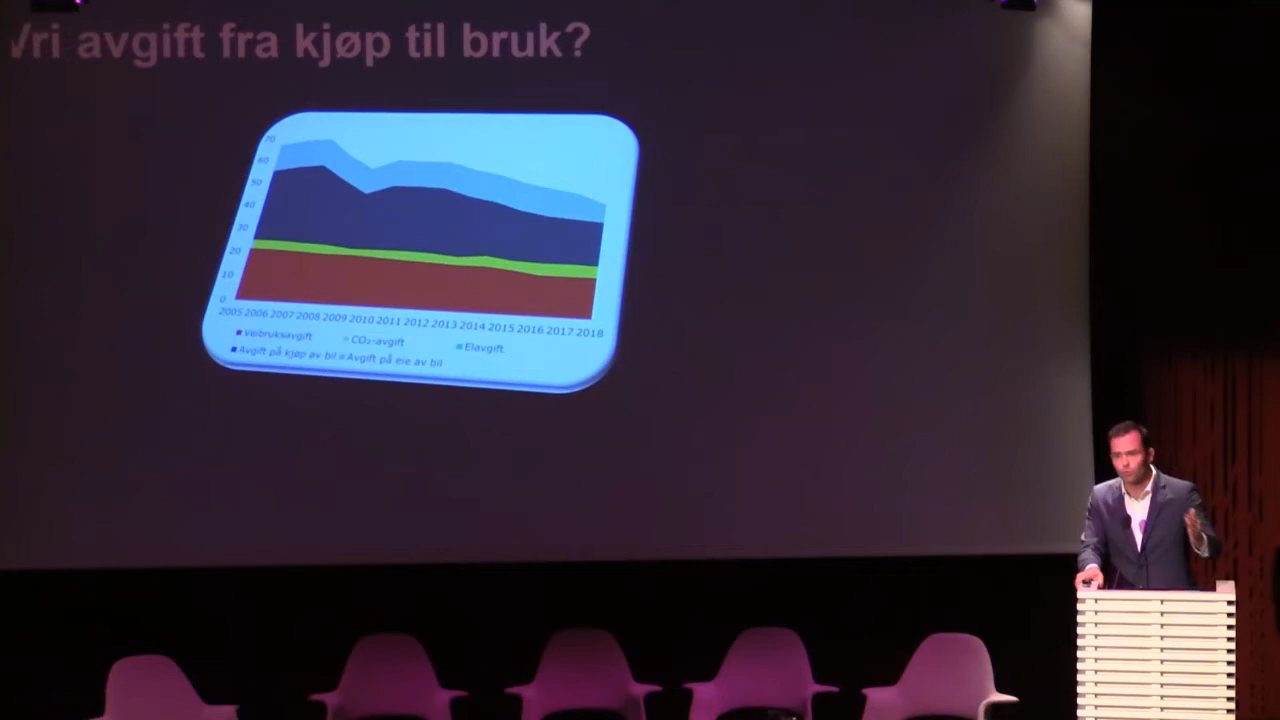 Vri avgift fra kjøp til bruk?
70
60
50
40
30
20
10
0
2005 2006 2007 2008 2009 2010 2011 2012 2013 2014 2015 2016 2017 2018
Veibruksavgift CO₂-avgift Elavgift
Avgift på kjøp av bil Avgift på eie av bil